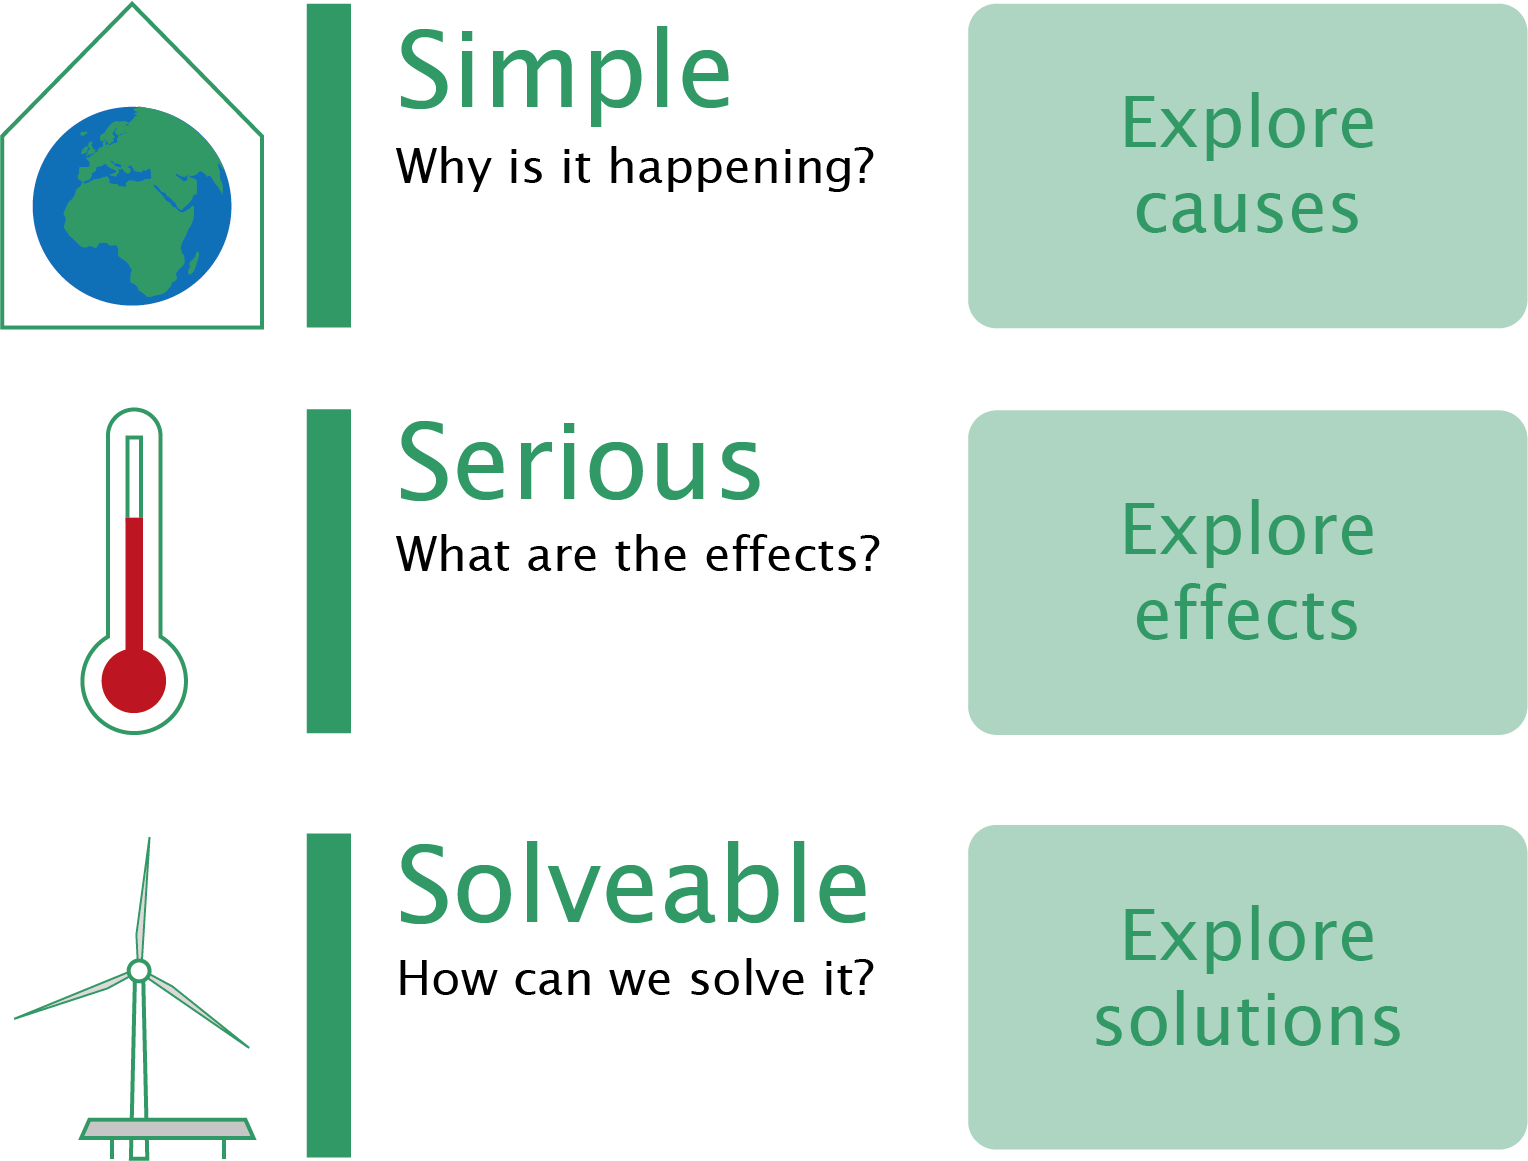 Simple
Why is it happening?
Explore
causes
Serious
What are the effects?
Explore
effects
Solveable
How can we solve it?
Explore
solutions